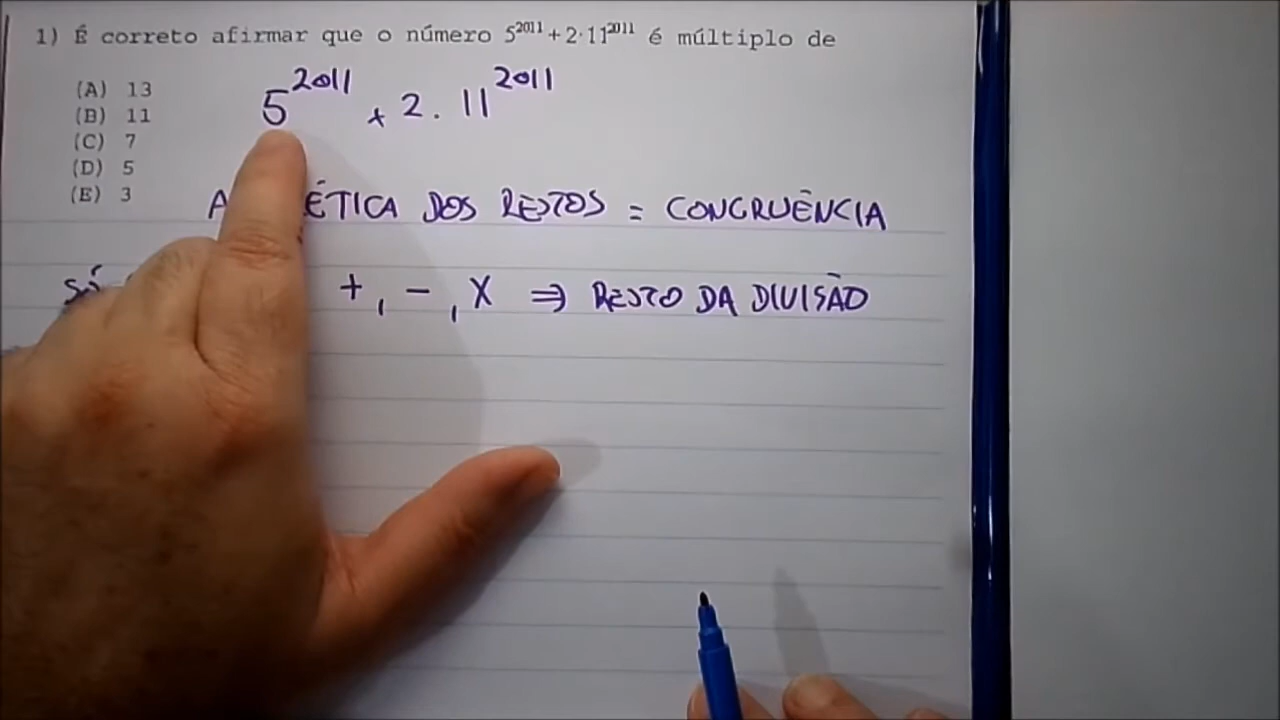 1) É correto afirmar que o número 5²⁰¹¹ + 2·11²⁰¹¹ é múltiplo de
(A) 13
(B) 11
(C) 7
(D) 5
(E) 3
5²⁰¹¹ + 2 . 11²⁰¹¹
DOS RESTOS = CONGRUÊNCIA
SÓ +, -, X ⇒ RESTO DA DIVISÃO